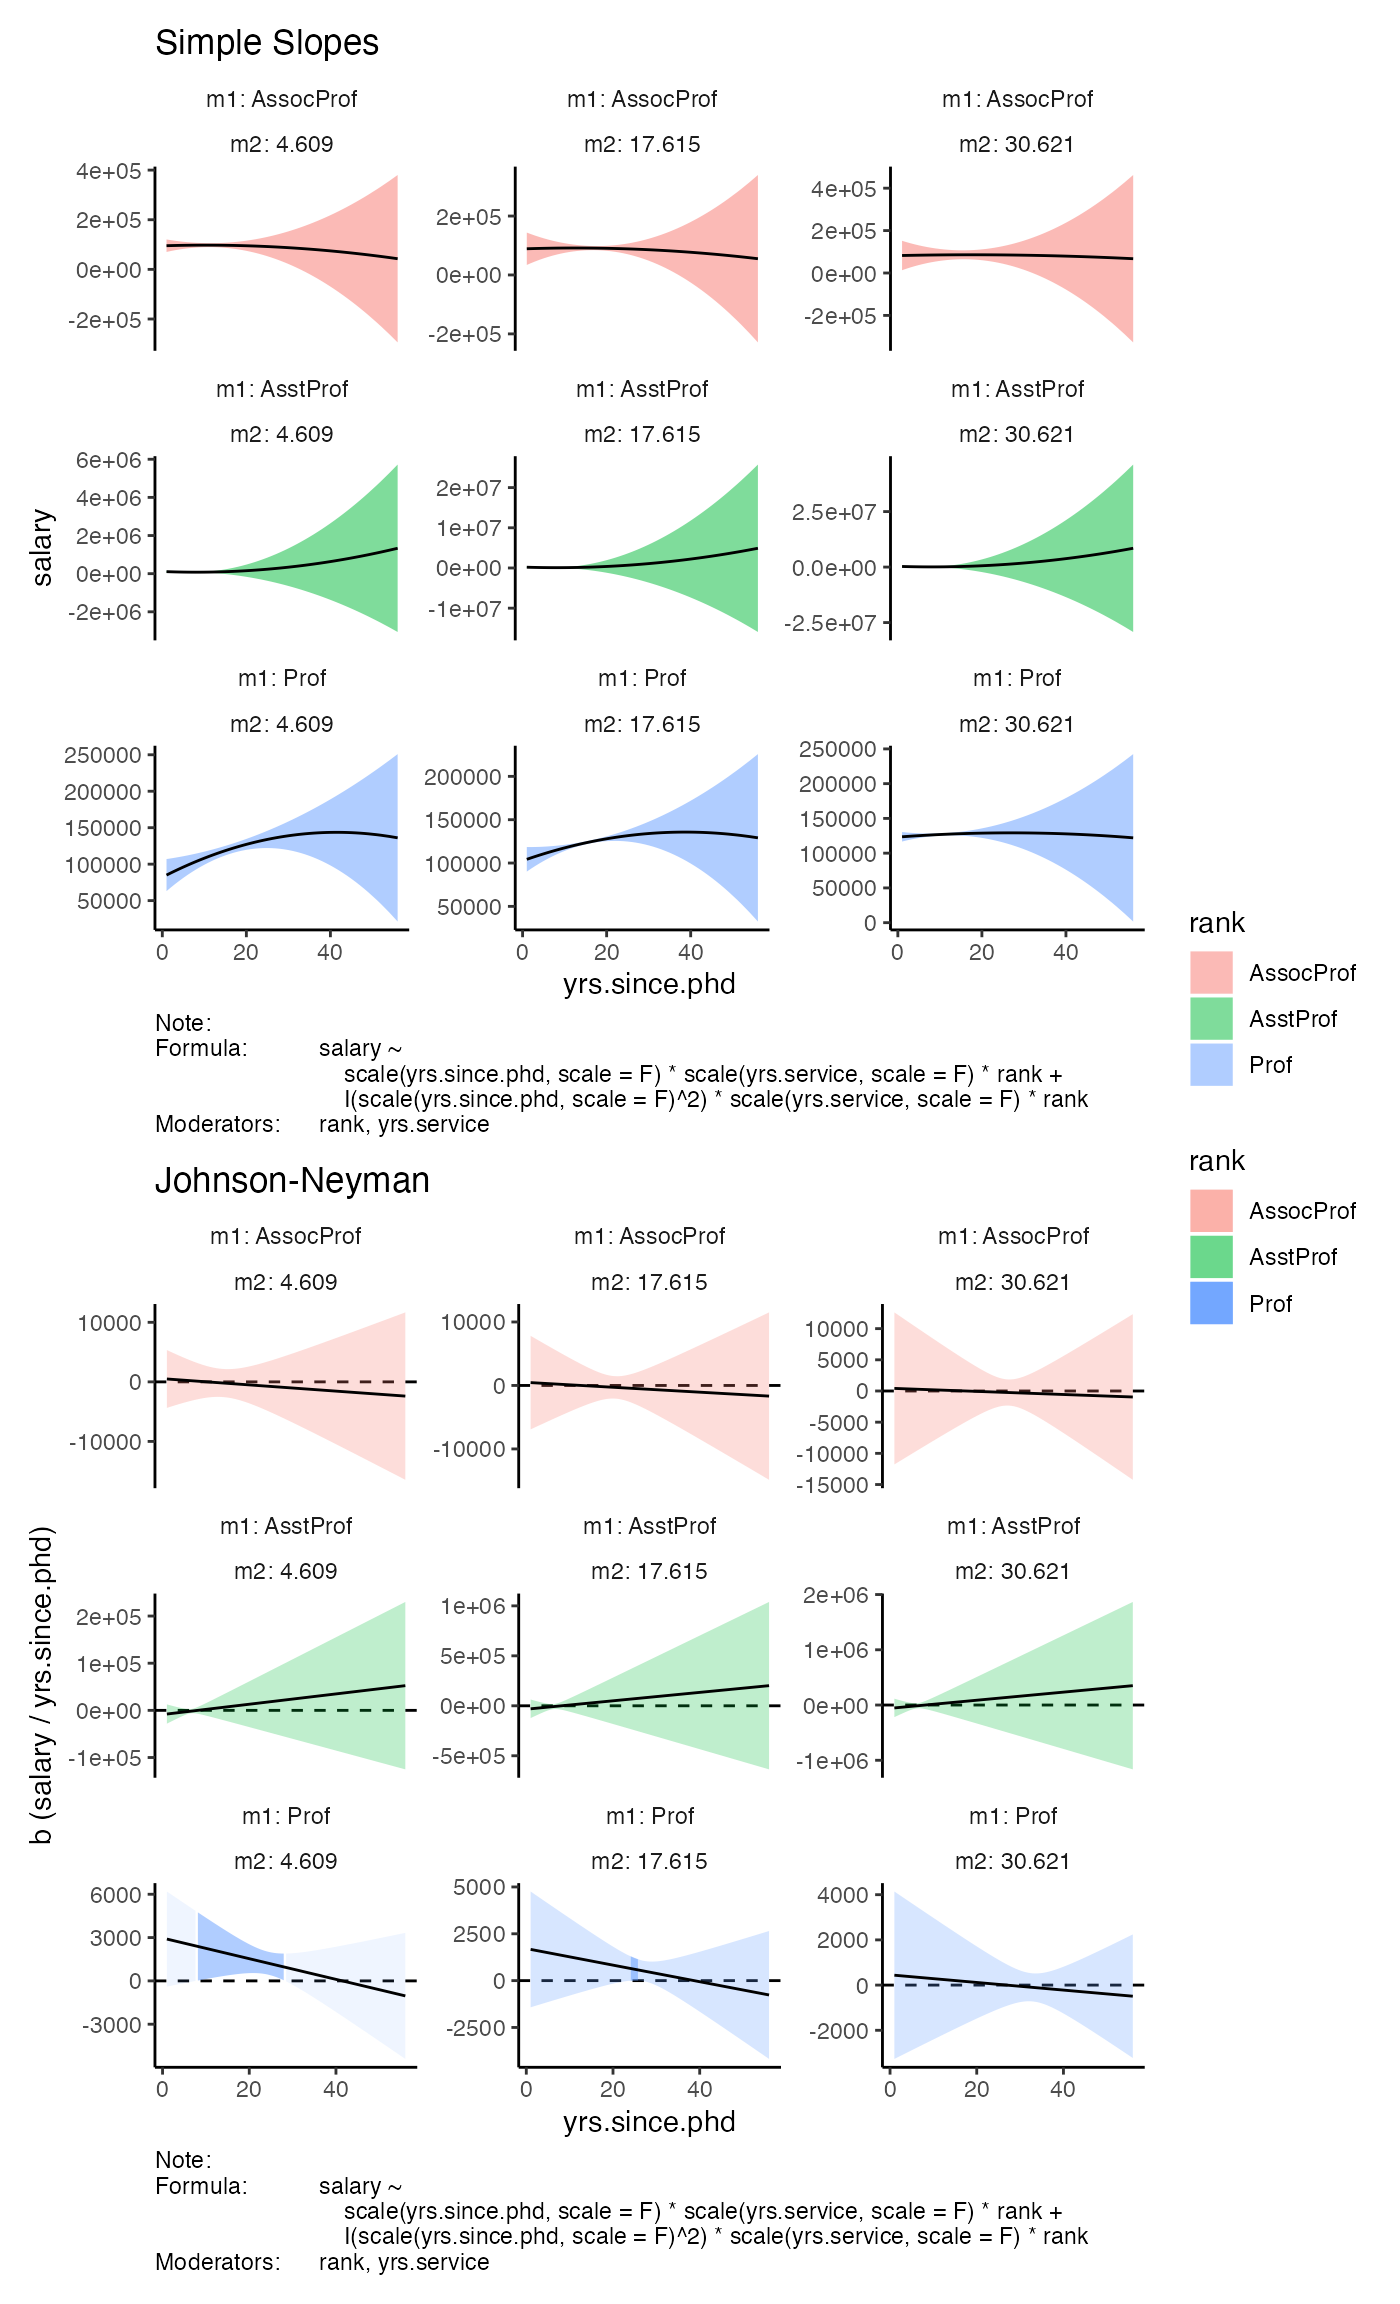 Simple Slopes
m1: AssocProf
m1: AssocProf
m1: AssocProf
m2: 4.609
m2: 17.615
m2: 30.621
4e+05
2e+05
0e+00
-2e+05
2e+05
0e+00
-2e+05
4e+05
2e+05
0e+00
-2e+05
m1: AsstProf
m1: AsstProf
m1: AsstProf
m2: 4.609
m2: 17.615
m2: 30.621
6e+06
4e+06
2e+06
0e+00
-2e+06
2e+07
1e+07
0e+00
-1e+07
2.5e+07
0.0e+00
-2.5e+07
salary
m1: Prof
m1: Prof
m1: Prof
m2: 4.609
m2: 17.615
m2: 30.621
250000
200000
150000
100000
50000
200000
150000
100000
50000
250000
200000
150000
100000
50000
0
0 20 40
0 20 40
0 20 40
yrs.since.phd
rank
AssocProf
AsstProf
Prof
Note:
Formula: salary ~
scale(yrs.since.phd, scale = F) * scale(yrs.service, scale = F) * rank +
I(scale(yrs.since.phd, scale = F)^2) * scale(yrs.service, scale = F) * rank
Moderators: rank, yrs.service
rank
AssocProf
AsstProf
Prof
Johnson-Neyman
m1: AssocProf
m1: AssocProf
m1: AssocProf
m2: 4.609
m2: 17.615
m2: 30.621
10000
0
-10000
10000
0
-10000
10000
5000
0
-5000
-10000
-15000
m1: AsstProf
m1: AsstProf
m1: AsstProf
m2: 4.609
m2: 17.615
m2: 30.621
2e+05
1e+05
0e+00
-1e+05
1e+06
5e+05
0e+00
-5e+05
2e+06
1e+06
0e+00
-1e+06
b (salary / yrs.since.phd)
m1: Prof
m1: Prof
m1: Prof
m2: 4.609
m2: 17.615
m2: 30.621
6000
3000
0
-3000
5000
2500
0
-2500
4000
2000
0
-2000
0 20 40
0 20 40
0 20 40
yrs.since.phd
Note:
Formula: salary ~
scale(yrs.since.phd, scale = F) * scale(yrs.service, scale = F) * rank +
I(scale(yrs.since.phd, scale = F)^2) * scale(yrs.service, scale = F) * rank
Moderators: rank, yrs.service